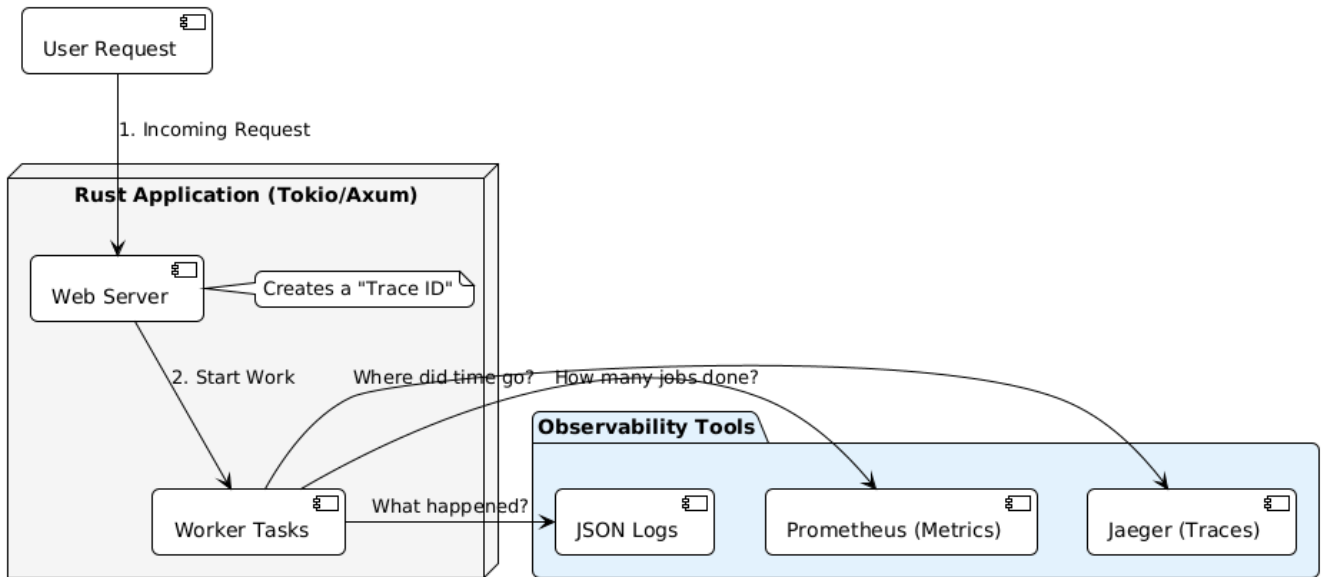 User Request
1. Incoming Request
Rust Application (Tokio/Axum)
Web Server
Creates a "Trace ID"
2. Start Work
Where did time go?
How many jobs done?
Observability Tools
What happened?
Worker Tasks
JSON Logs
Prometheus (Metrics)
Jaeger (Traces)